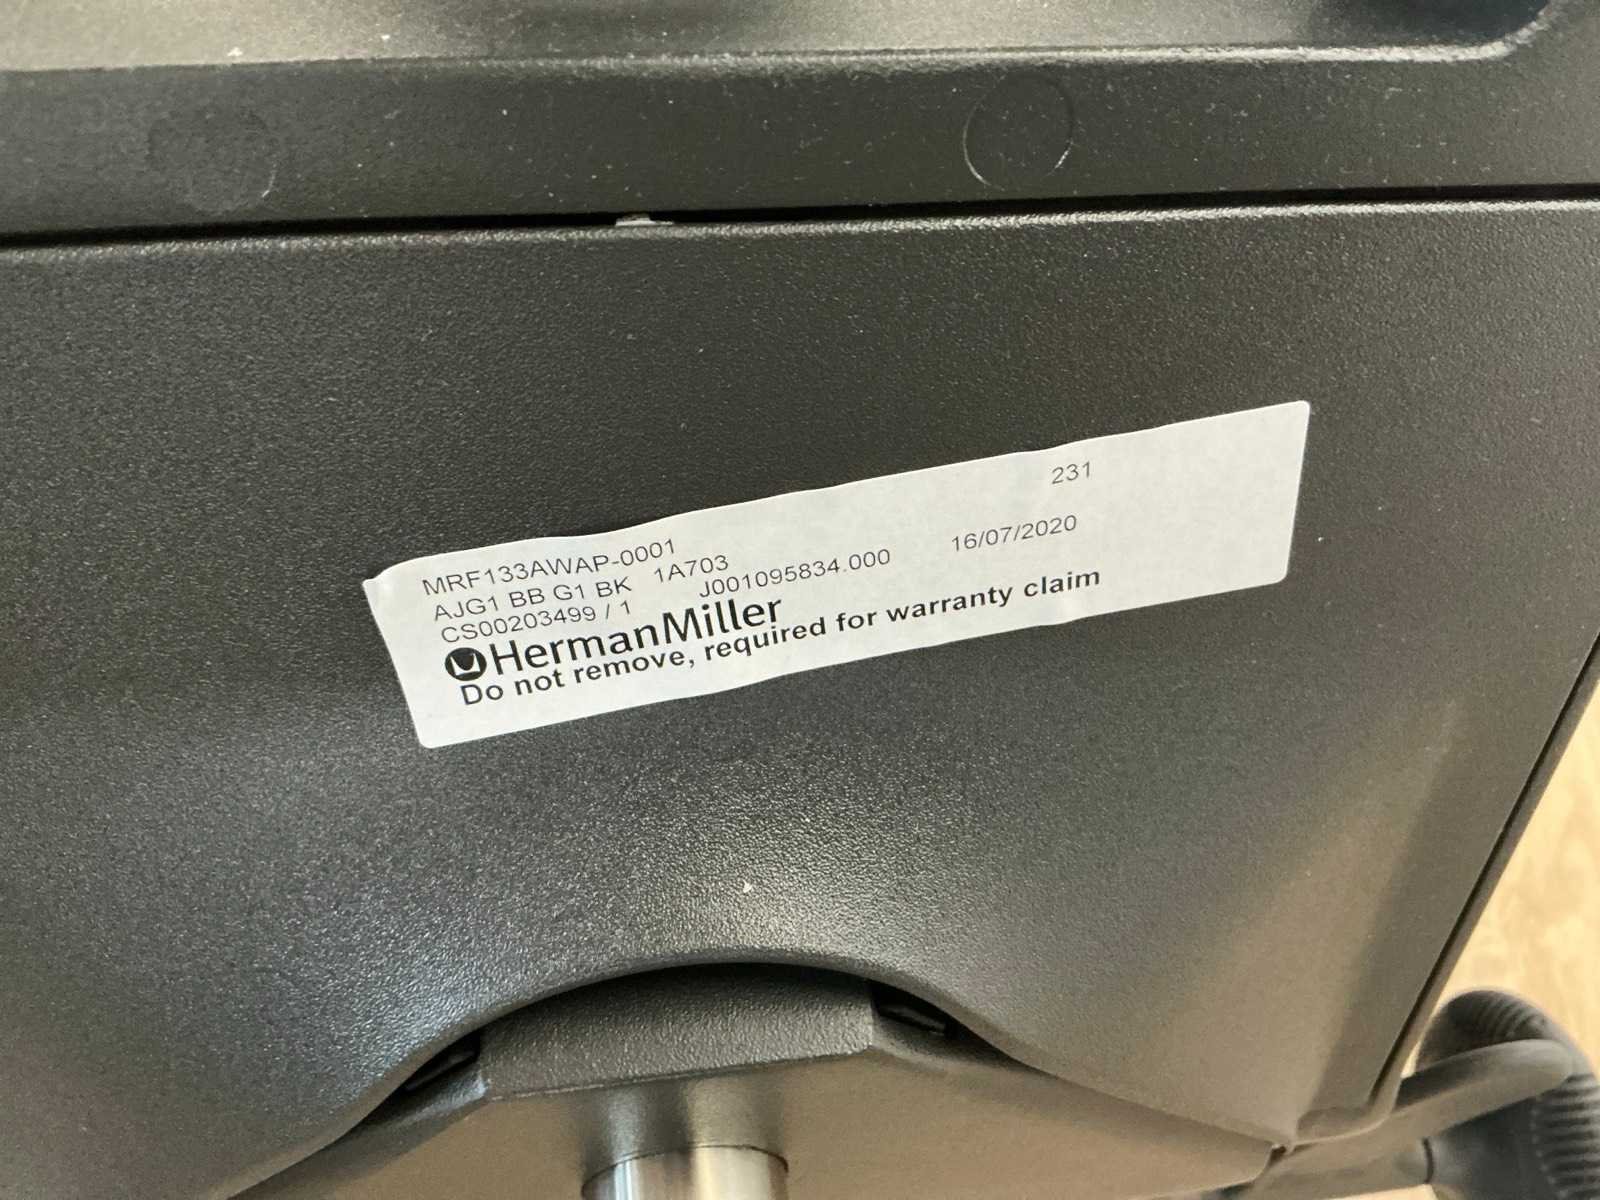 231
MRF133AWAP-0001
AJG1 BB G1 BK 1A703
CS00203499 / 1 J001095834.000 16/07/2020
HermanMiller
Do not remove, required for warranty claim